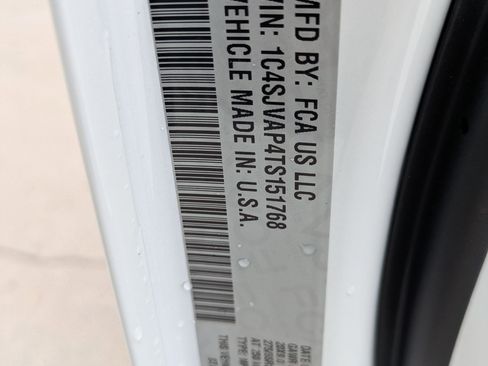 MFD BY: FCA US LLC
VIN: 1C4SJVAP4TS151768
VEHICLE MADE IN: U.S.A.